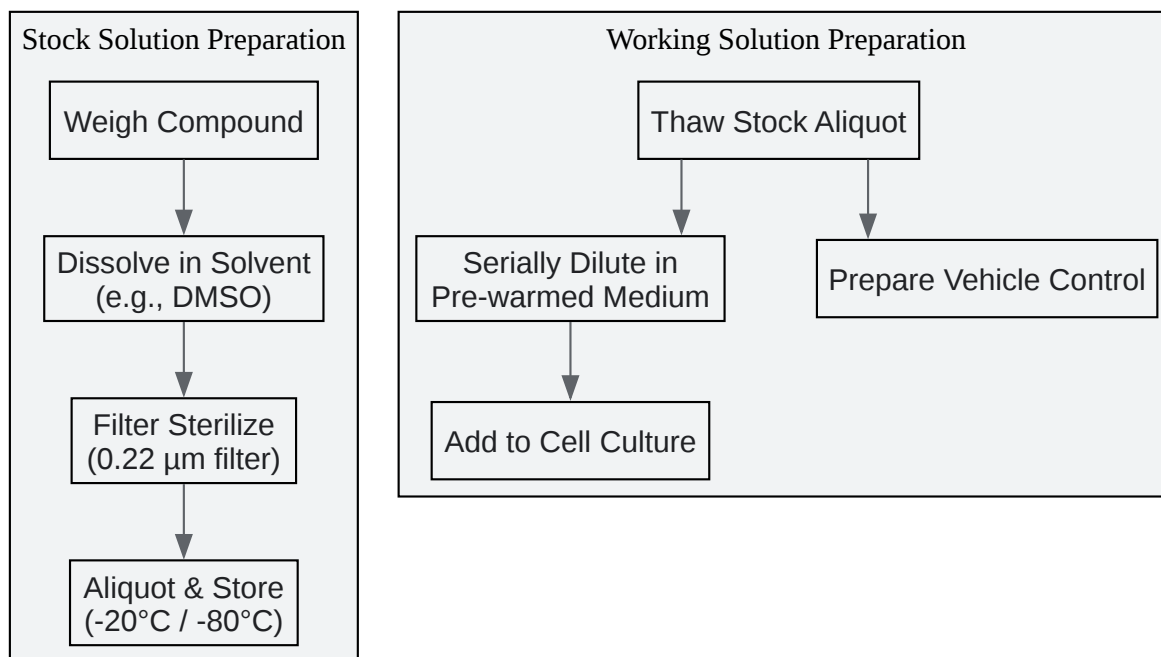 Stock Solution Preparation
Weigh Compound
Dissolve in Solvent
(e.g., DMSO)
Filter Sterilize
(0.22 µm filter)
Aliquot & Store
(-20°C / -80°C)
Working Solution Preparation
Thaw Stock Aliquot
Serially Dilute in
Pre-warmed Medium
Prepare Vehicle Control
Add to Cell Culture